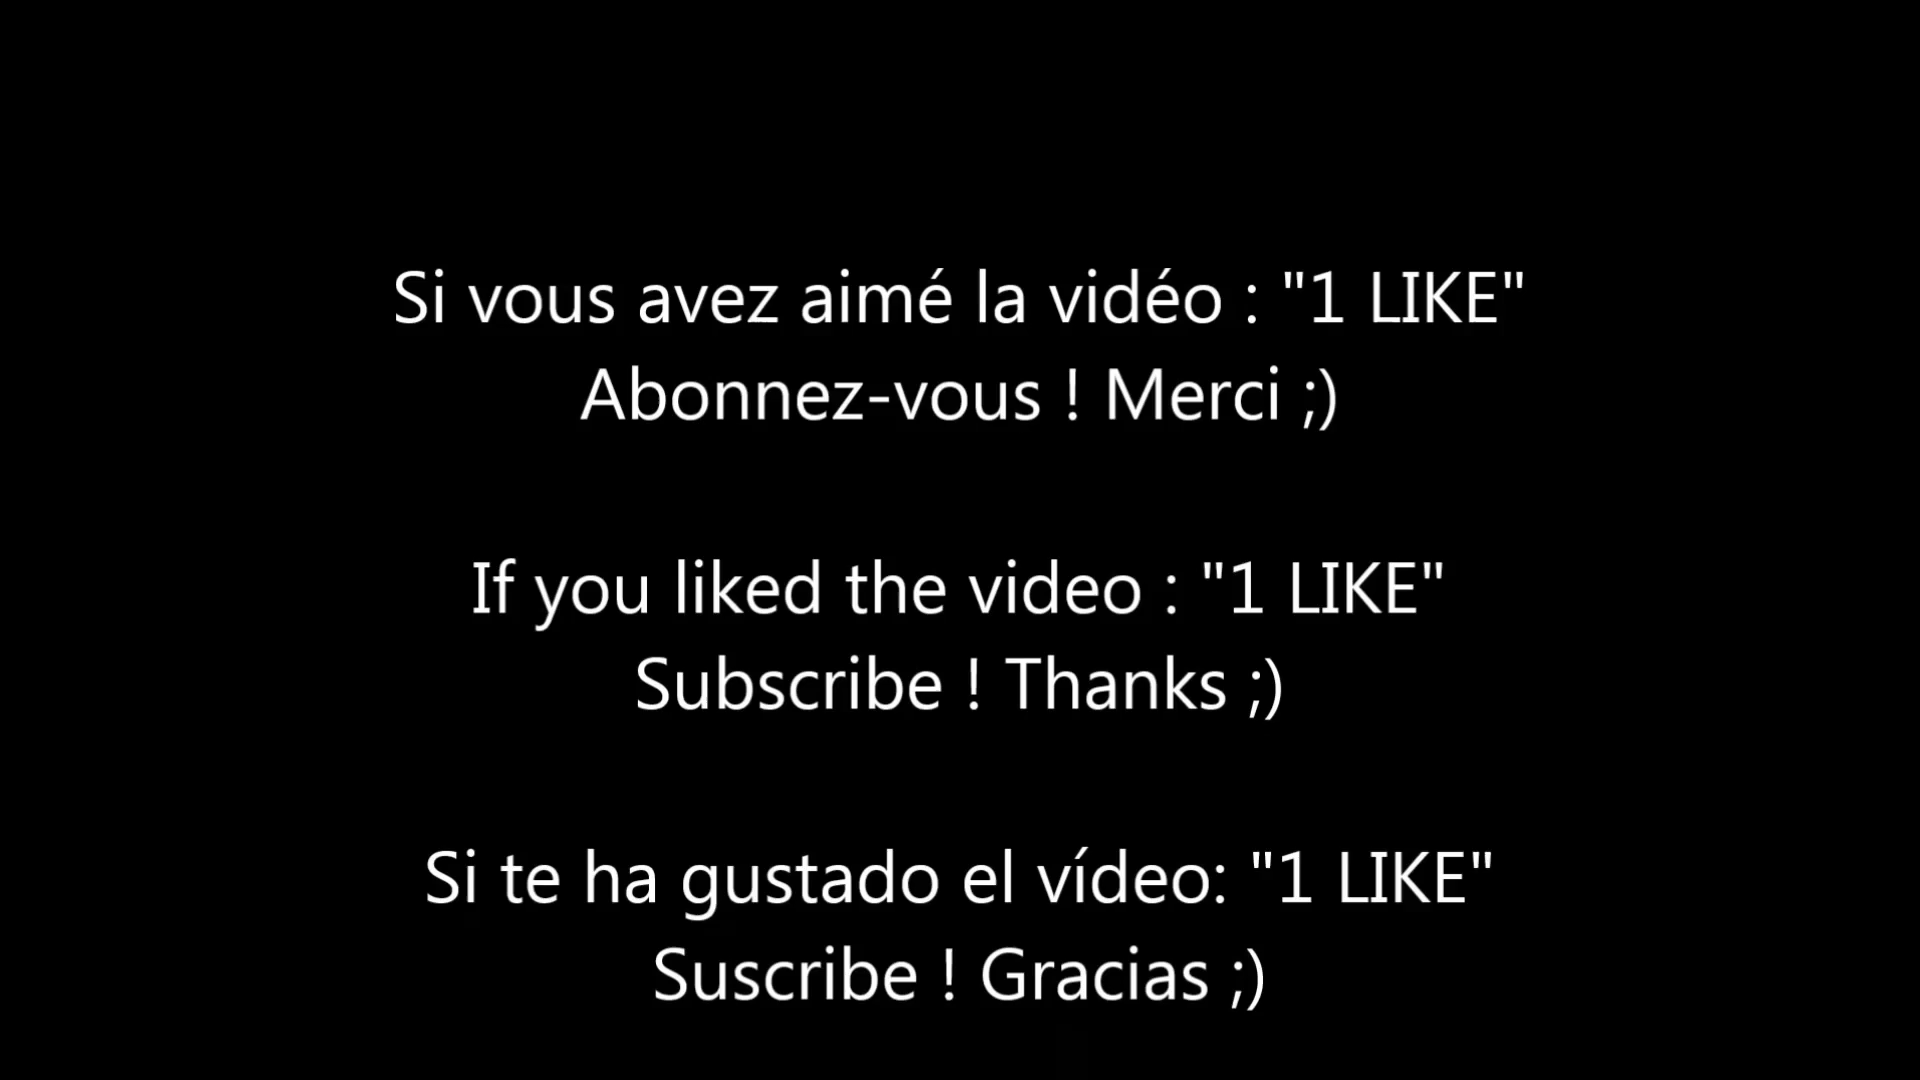 Si vous avez aimé la vidéo : "1 LIKE"
Abonnez-vous ! Merci ;)
If you liked the video : "1 LIKE"
Subscribe ! Thanks ;)
Si te ha gustado el vídeo: "1 LIKE"
Suscribe ! Gracias ;)